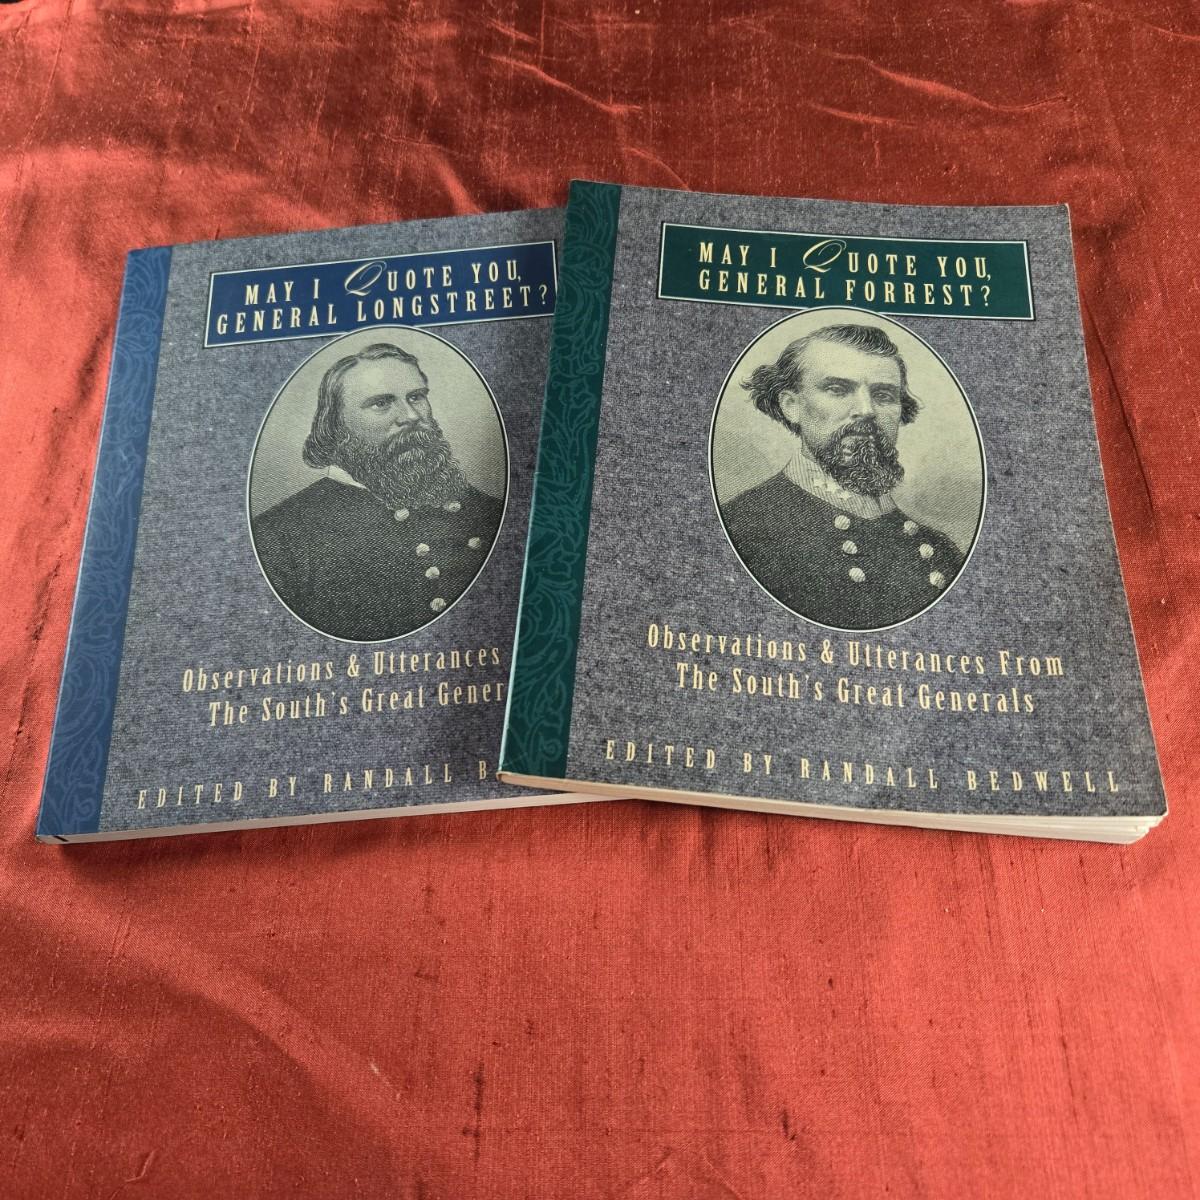 MAY I QUOTE YOU,
GENERAL LONGSTREET?
Observations & Utterances
The South's Great Gener
EDITED BY RANDALL B
MAY I QUOTE YOU,
GENERAL FORREST?
Observations & Utterances From
The South's Great Generals
EDITED BY RANDALL BEDWELL